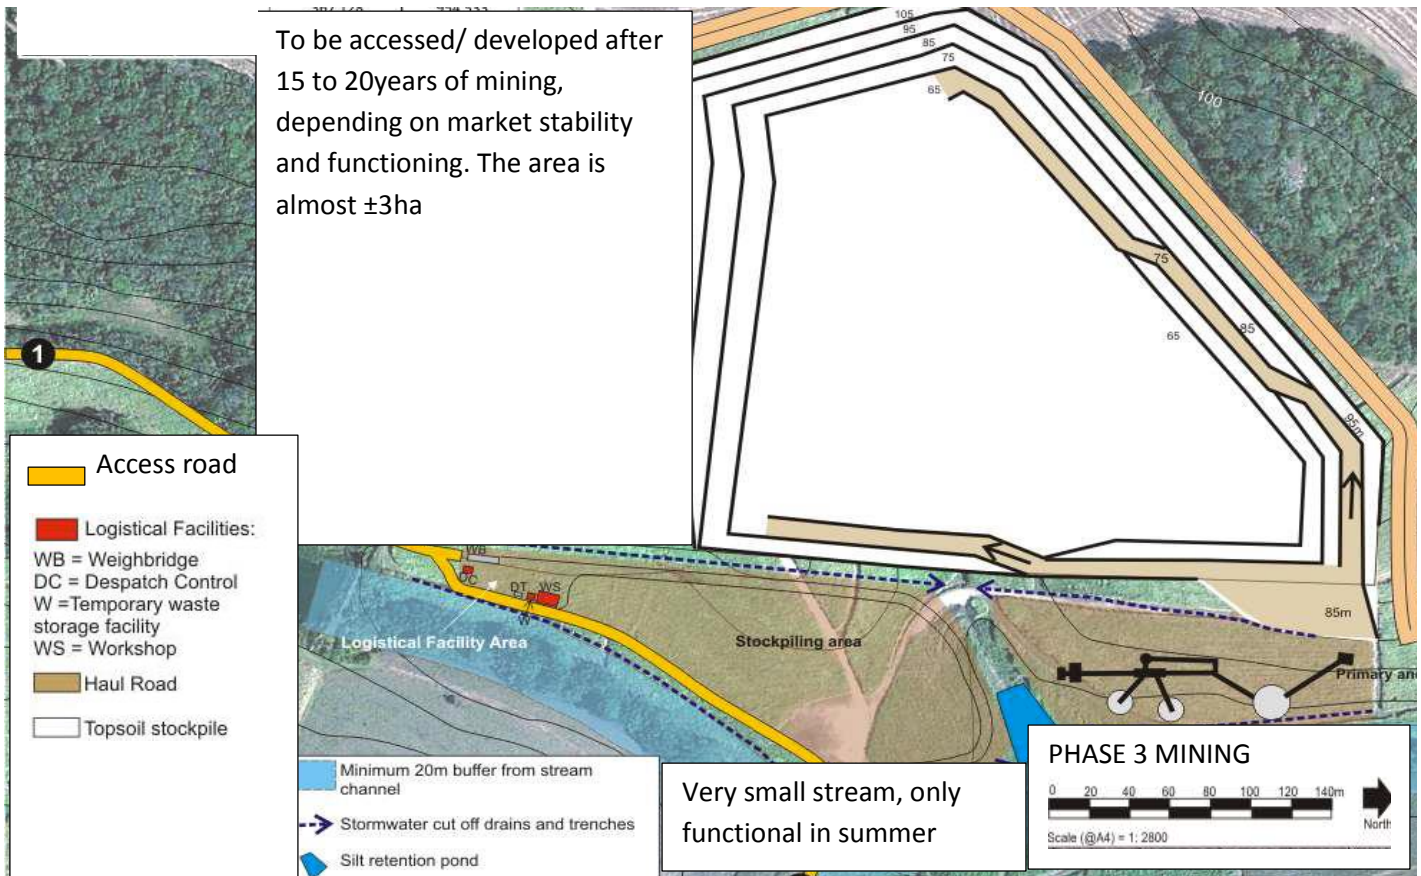 To be accessed/ developed after
15 to 20years of mining,
depending on market stability
and functioning. The area is
almost ±3ha
105
95
85
75
65
100
75
85
65
95m
85m
1
Access road
Logistical Facilities:
WB = Weighbridge
DC = Despatch Control
W =Temporary waste
storage facility
WS = Workshop
Haul Road
Topsoil stockpile
WB
DC
DT
WS
W
Logistical Facility Area
Stockpiling area
Primary and
Minimum 20m buffer from stream
channel
Stormwater cut off drains and trenches
Silt retention pond
Very small stream, only
functional in summer
PHASE 3 MINING
0 20 40 60 80 100 120 140m
North
Scale (@A4) = 1: 2800